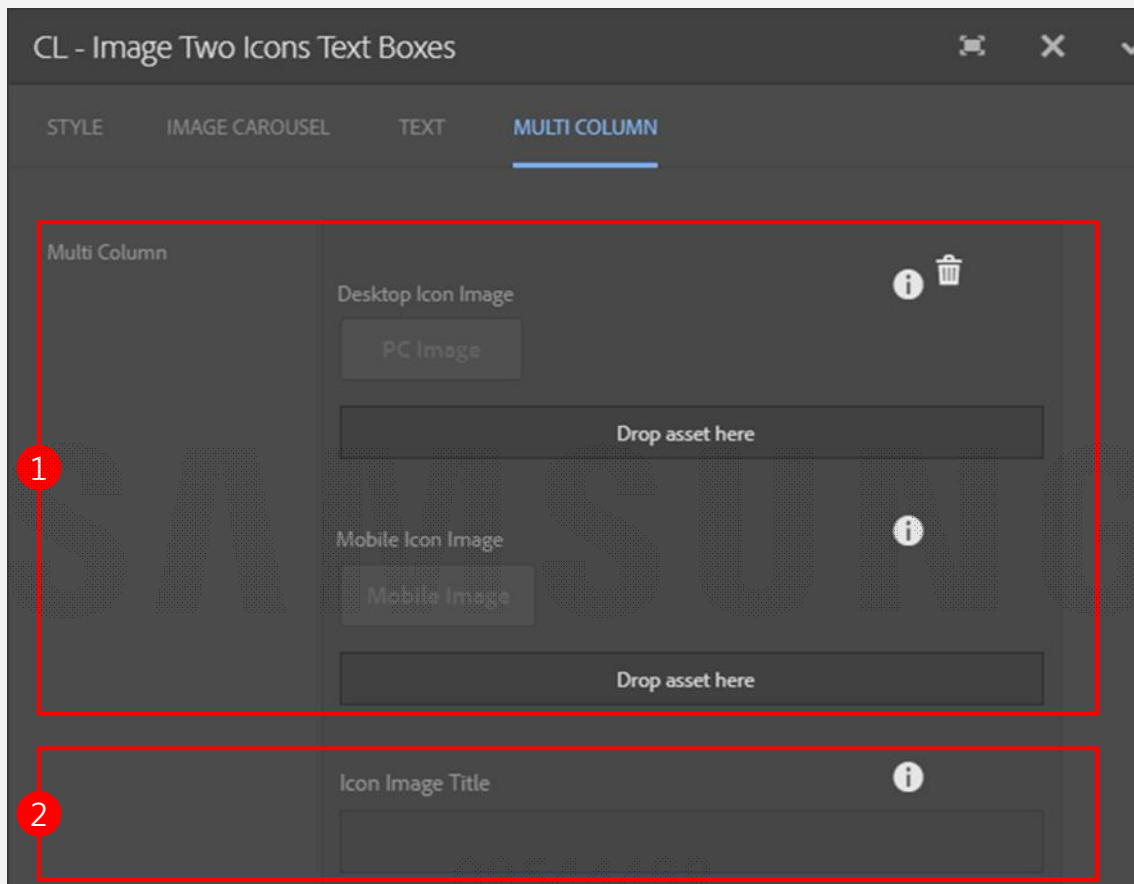 CL - Image Two Icons Text Boxes
STYLE IMAGE CAROUSEL TEXT MULTI COLUMN
Multi Column
Desktop Icon Image
PC Image
Drop asset here
1
SAMSUNG
Mobile Icon Image
Mobile Image
Drop asset here
Icon Image Title
2